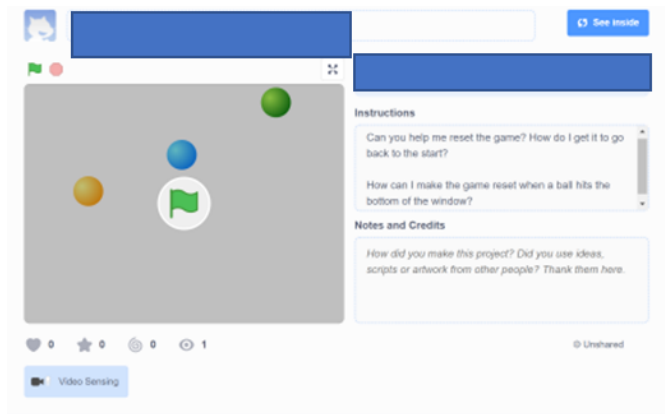 See inside
Instructions
Can you help me reset the game? How do I get it to go
back to the start?
How can I make the game reset when a ball hits the
bottom of the window?
Notes and Credits
How did you make this project? Did you use ideas,
scripts or artwork from other people? Thank them here.
0
0
0
1
Unshared
Video Sensing